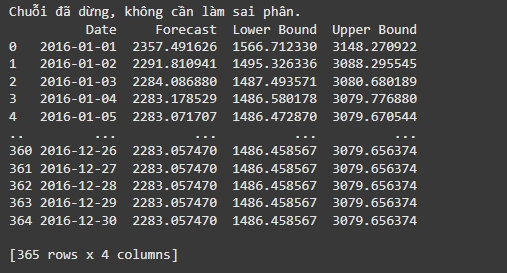 Chuỗi đã dừng, không cần làm sai phân.
Date Forecast Lower Bound Upper Bound
0 2016-01-01 2357.491626 1566.712330 3148.270922
1 2016-01-02 2291.810941 1495.326336 3088.295545
2 2016-01-03 2284.086880 1487.493571 3080.680189
3 2016-01-04 2283.178529 1486.580178 3079.776880
4 2016-01-05 2283.071707 1486.472870 3079.670544
.. ... ... ... ...
360 2016-12-26 2283.057470 1486.458567 3079.656374
361 2016-12-27 2283.057470 1486.458567 3079.656374
362 2016-12-28 2283.057470 1486.458567 3079.656374
363 2016-12-29 2283.057470 1486.458567 3079.656374
364 2016-12-30 2283.057470 1486.458567 3079.656374
[365 rows x 4 columns]